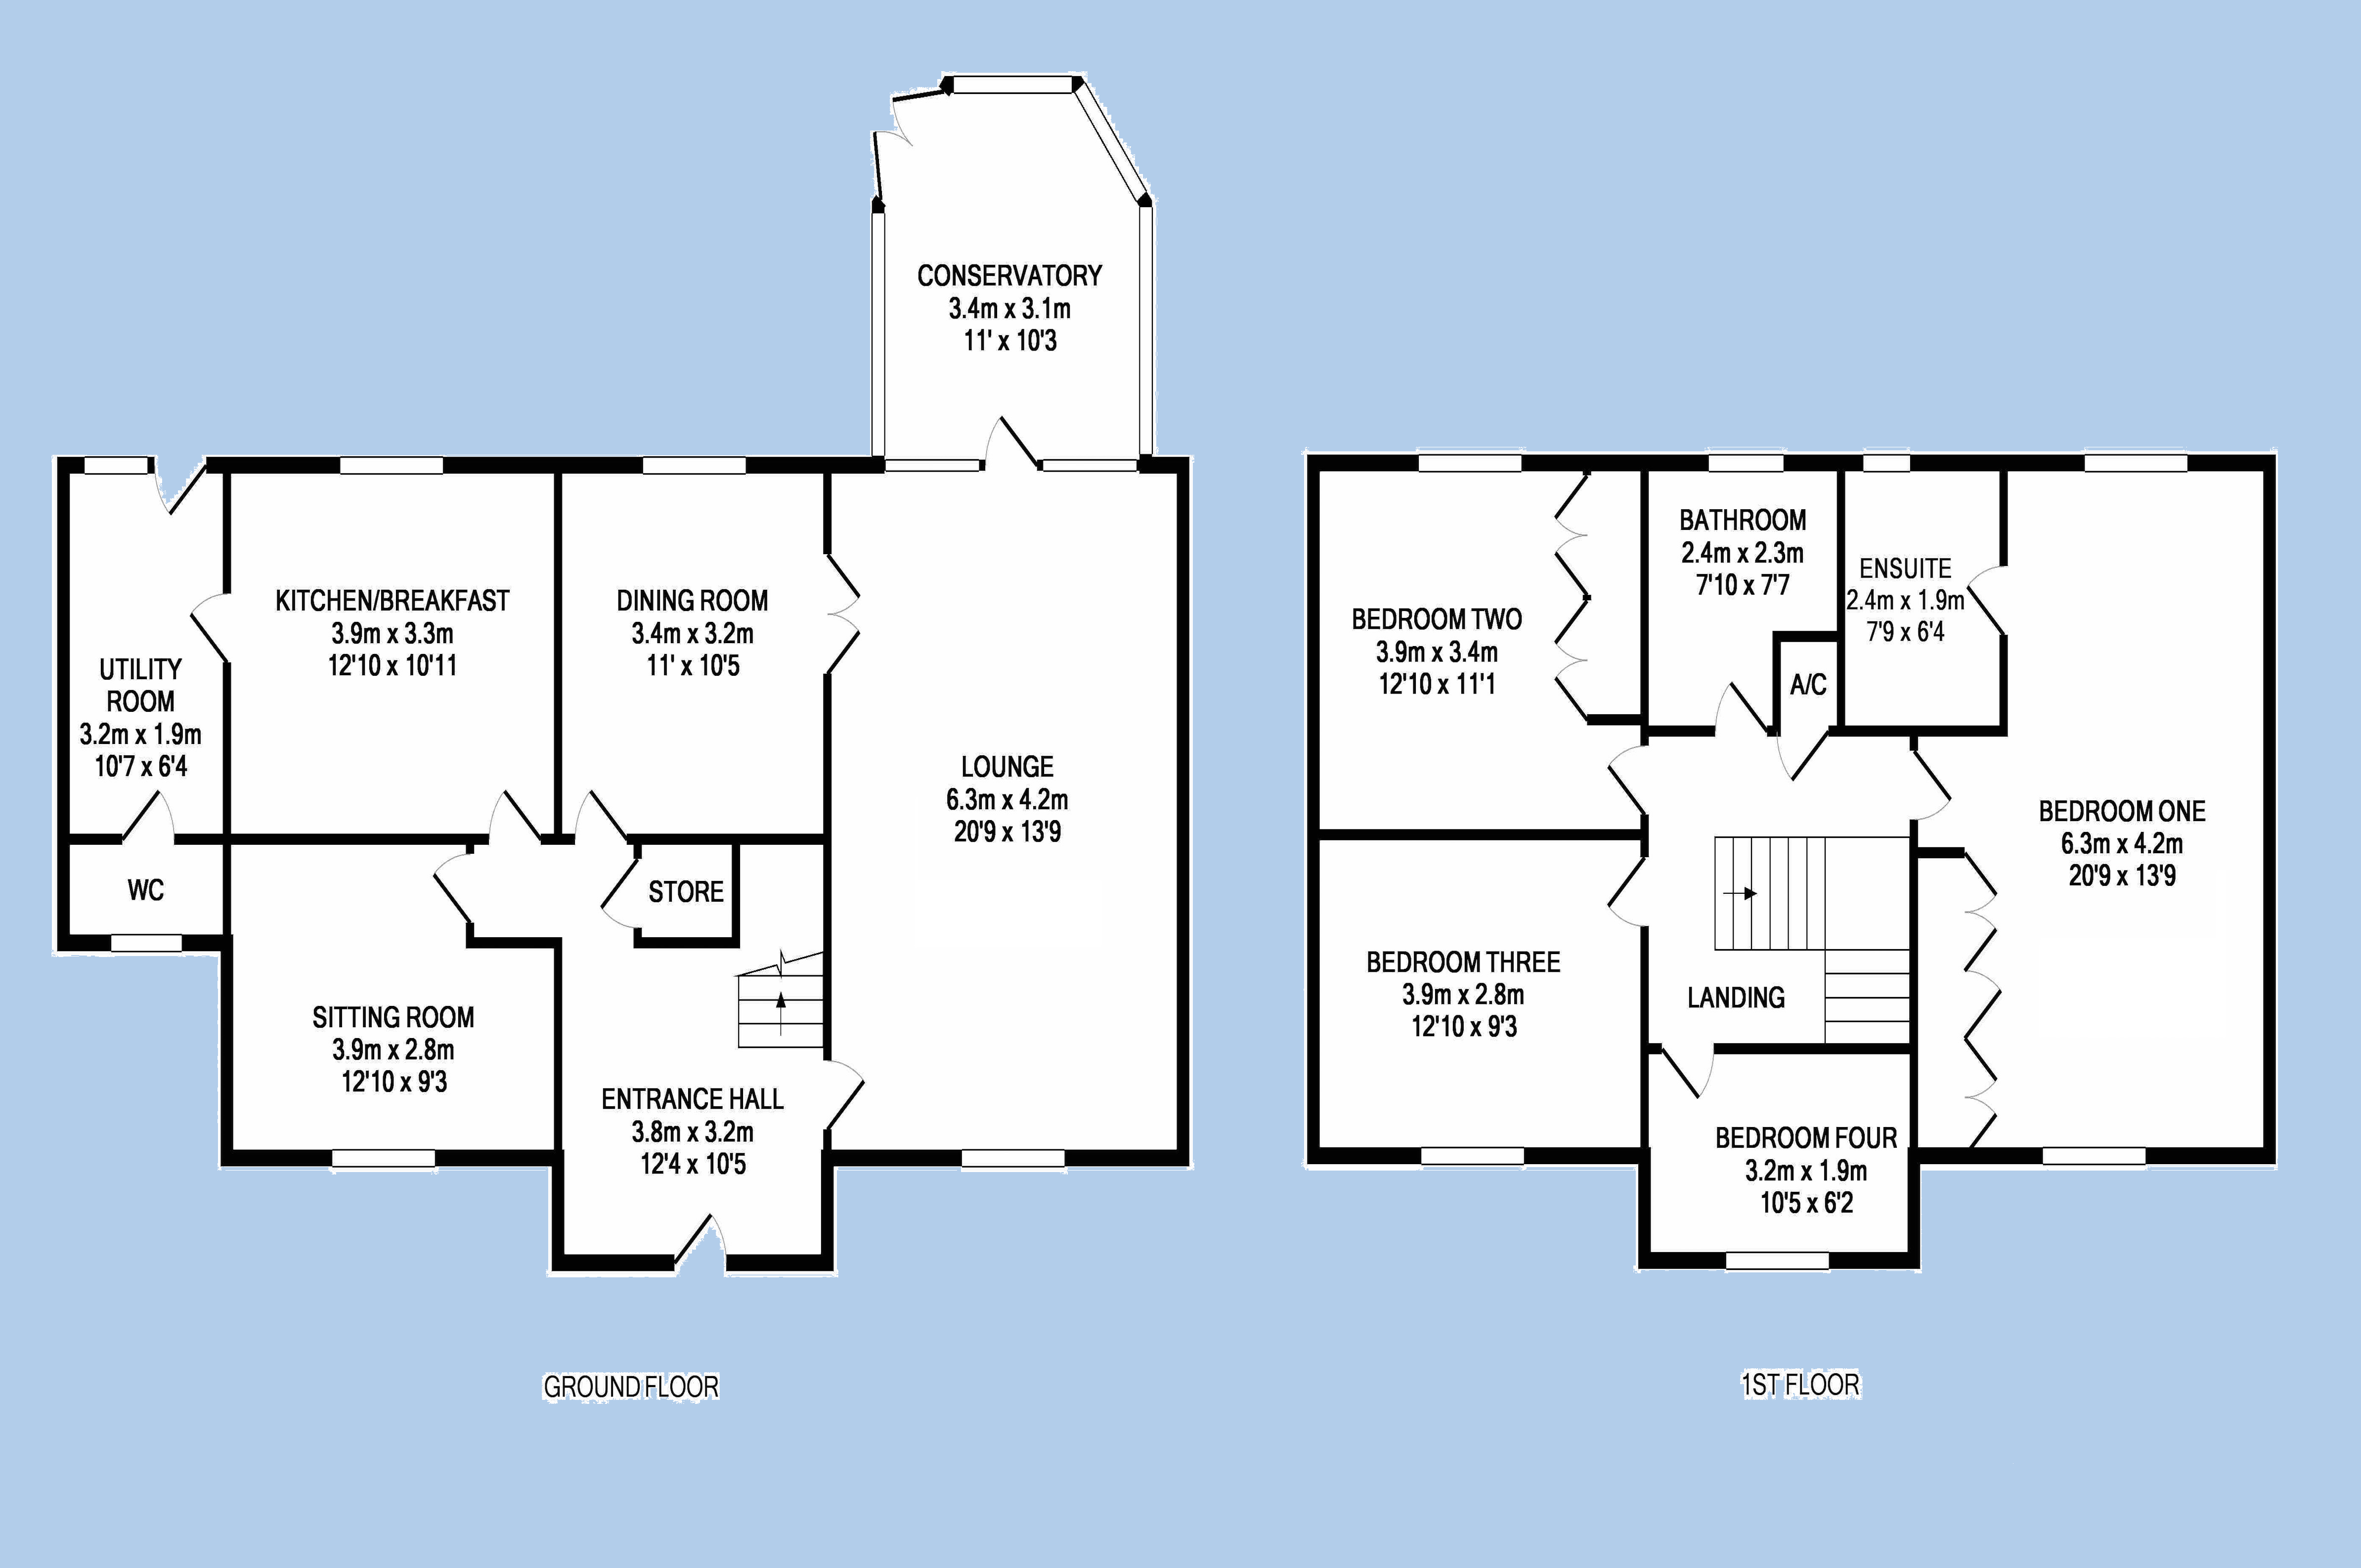 CONSERVATORY
3.4m x 3.1m
11' x 10'3
KITCHEN/BREAKFAST
3.9m x 3.3m
12'10 x 10'11
DINING ROOM
3.4m x 3.2m
11' x 10'5
UTILITY
ROOM
3.2m x 1.9m
10'7 x 6'4
LOUNGE
6.3m x 4.2m
20'9 x 13'9
WC
STORE
SITTING ROOM
3.9m x 2.8m
12'10 x 9'3
ENTRANCE HALL
3.8m x 3.2m
12'4 x 10'5
GROUND FLOOR
BATHROOM
2.4m x 2.3m
7'10 x 7'7
ENSUITE
2.4m x 1.9m
7'9 x 6'4
BEDROOM TWO
3.9m x 3.4m
12'10 x 11'1
A/C
BEDROOM ONE
6.3m x 4.2m
20'9 x 13'9
BEDROOM THREE
3.9m x 2.8m
12'10 x 9'3
LANDING
BEDROOM FOUR
3.2m x 1.9m
10'5 x 6'2
1ST FLOOR